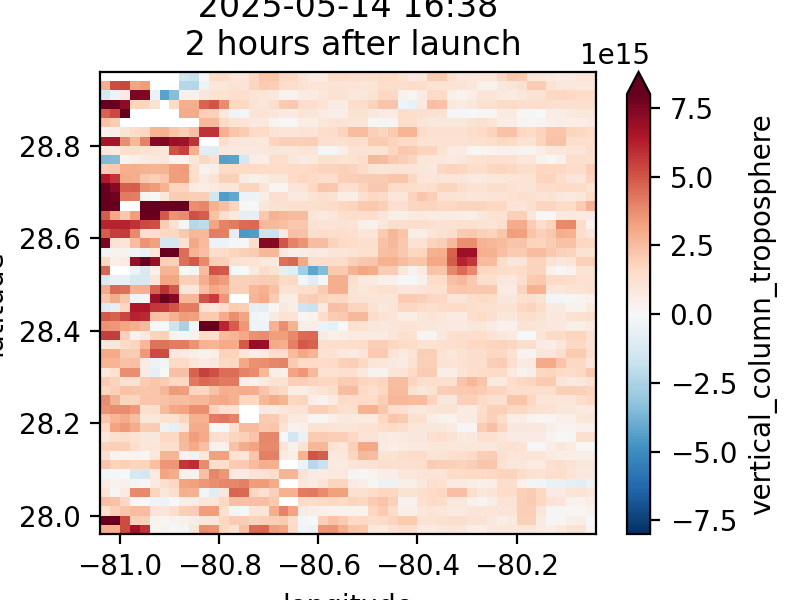 2025-05-14 16:38
2 hours after launch
1e15
28.8
28.6
28.4
28.2
28.0
−81.0 −80.8 −80.6 −80.4 −80.2
7.5
5.0
2.5
0.0
−2.5
−5.0
−7.5
vertical_column_troposphere
longitude
latitude